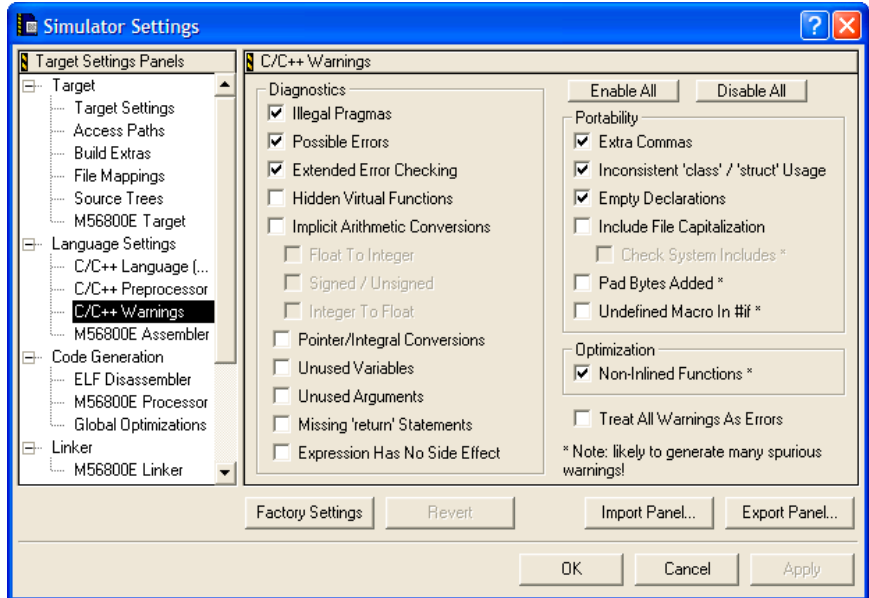 Simulator Settings
Target Settings Panels
Target
Target Settings
Access Paths
Build Extras
File Mappings
Source Trees
M56800E Target
Language Settings
C/C++ Language (...
C/C++ Preprocessor
C/C++ Warnings
M56800E Assembler
Code Generation
ELF Disassembler
M56800E Processor
Global Optimizations
Linker
M56800E Linker
C/C++ Warnings
Diagnostics
Illegal Pragmas
Possible Errors
Extended Error Checking
Hidden Virtual Functions
Implicit Arithmetic Conversions
Float To Integer
Signed / Unsigned
Integer To Float
Pointer/Integral Conversions
Unused Variables
Unused Arguments
Missing 'return' Statements
Expression Has No Side Effect
Enable All
Disable All
Portability
Extra Commas
Inconsistent 'class' / 'struct' Usage
Empty Declarations
Include File Capitalization
Check System Includes *
Pad Bytes Added *
Undefined Macro In #if *
Optimization
Non-Inlined Functions *
Treat All Warnings As Errors
* Note: likely to generate many spurious
warnings!
Factory Settings
Revert
Import Panel...
Export Panel...
OK
Cancel
Apply